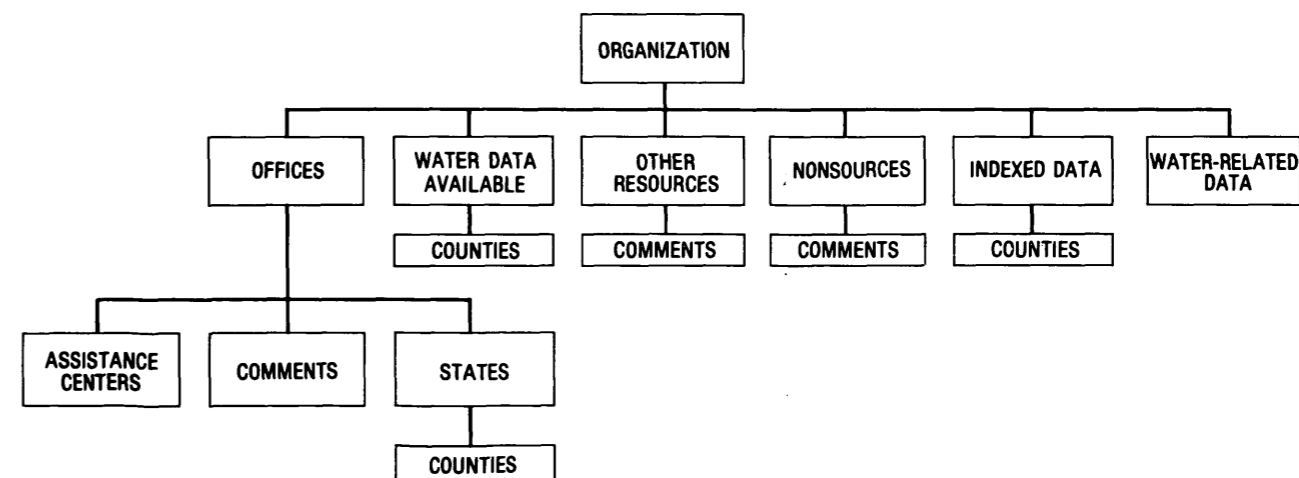 ORGANIZATION
OFFICES
WATER DATA
AVAILABLE
OTHER
RESOURCES
NONSOURCES
INDEXED DATA
WATER-RELATED
DATA
COUNTIES
COMMENTS
COMMENTS
COUNTIES
ASSISTANCE
CENTERS
COMMENTS
STATES
COUNTIES